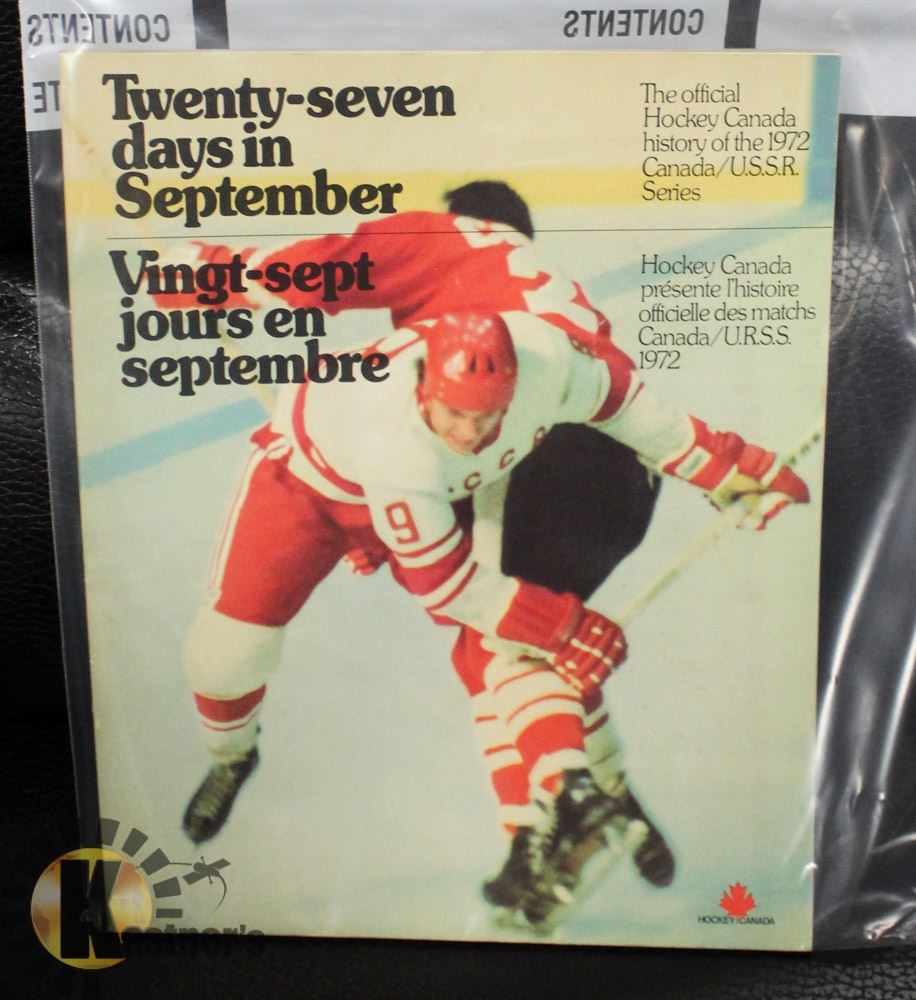 CONTENTS
CONTENTS
Twenty-seven
days in
September
The official
Hockey Canada
history of the 1972
Canada/U.S.S.R.
Series
Vingt-sept
jours en
septembre
Hockey Canada
présente l'histoire
officielle des matchs
Canada/U.R.S.S.
1972
C C C
9
HOCKEY CANADA
Kastner's